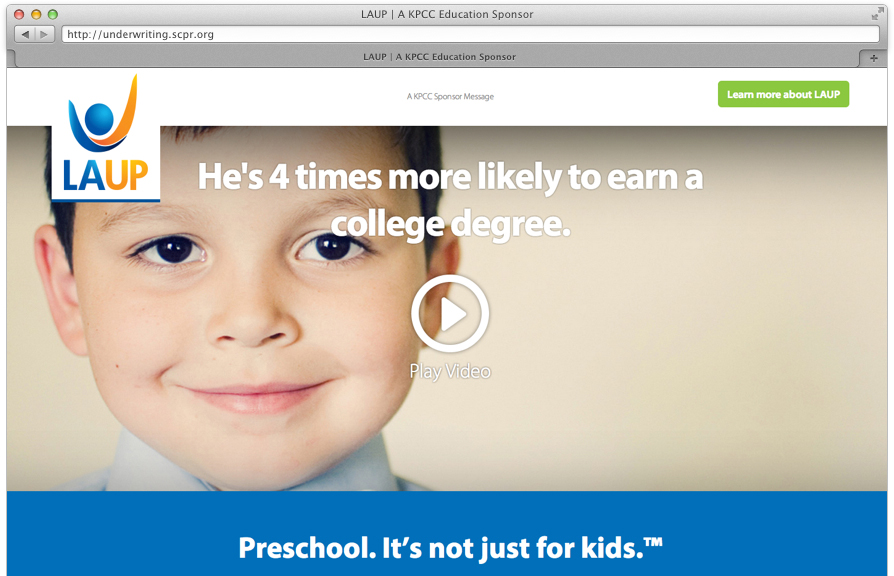 LAUP | A KPCC Education Sponsor
http://underwriting.scpr.org
LAUP | A KPCC Education Sponsor
A KPCC Sponsor Message
Learn more about LAUP
LAUP
He's 4 times more likely to earn a
college degree.
Play Video
Preschool. It's not just for kids.™